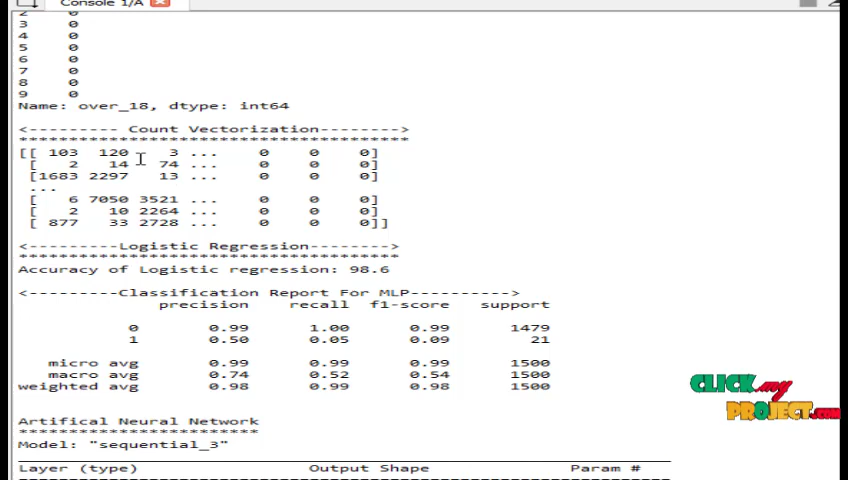 Console 1/A
2 0
3 0
4 0
5 0
6 0
7 0
8 0
9 0
Name: over_18, dtype: int64
<--------- Count Vectorization-------->
**************************************
[[ 103 120 3 ... 0 0 0]
[ 2 14 74 ... 0 0 0]
[1683 2297 13 ... 0 0 0]
...
[ 6 7050 3521 ... 0 0 0]
[ 2 10 2264 ... 0 0 0]
[ 877 33 2728 ... 0 0 0]]
<---------Logistic Regression-------->
**************************************
Accuracy of Logistic regression: 98.6
<---------Classification Report For MLP---------->
precision recall f1-score support
0 0.99 1.00 0.99 1479
1 0.50 0.05 0.09 21
micro avg 0.99 0.99 0.99 1500
macro avg 0.74 0.52 0.54 1500
weighted avg 0.98 0.99 0.98 1500
Artifical Neural Network
************************
Model: "sequential_3"
Layer (type) Output Shape Param #
CLICK my
PROJECT.COM